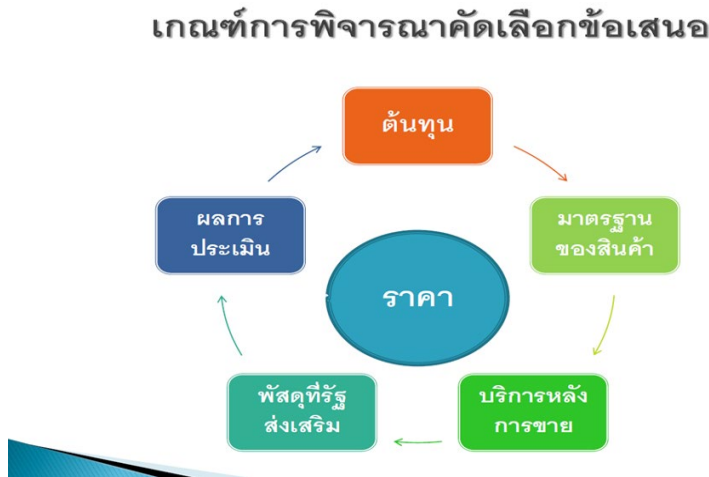 เกณฑ์การพิจารณาคัดเลือกข้อเสนอ
ต้นทุน
มาตรฐาน
ของสินค้า
บริการหลัง
การขาย
พัสดุที่รัฐ
ส่งเสริม
ผลการ
ประเมิน
ราคา